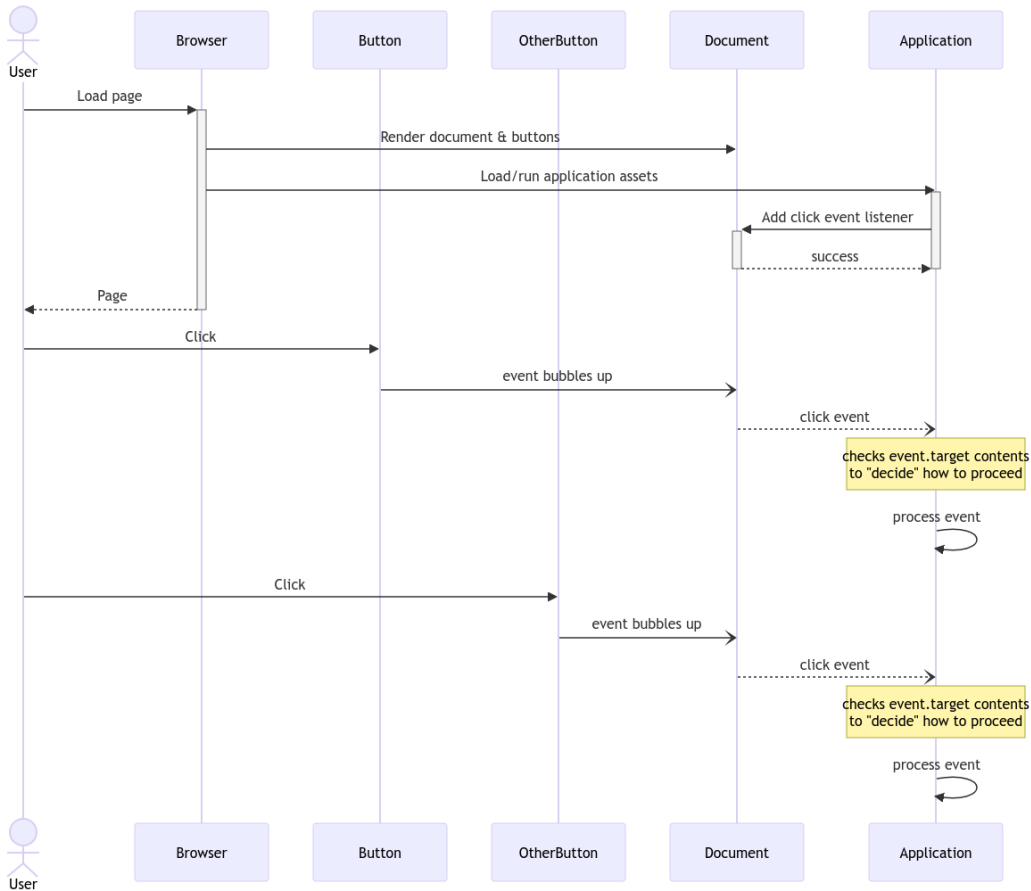 User
Browser
Button
OtherButton
Document
Application
Load page
Render document & buttons
Load/run application assets
Add click event listener
success
Page
Click
event bubbles up
click event
checks event.target contents
to "decide" how to proceed
process event
Click
event bubbles up
click event
checks event.target contents
to "decide" how to proceed
process event
User
Browser
Button
OtherButton
Document
Application